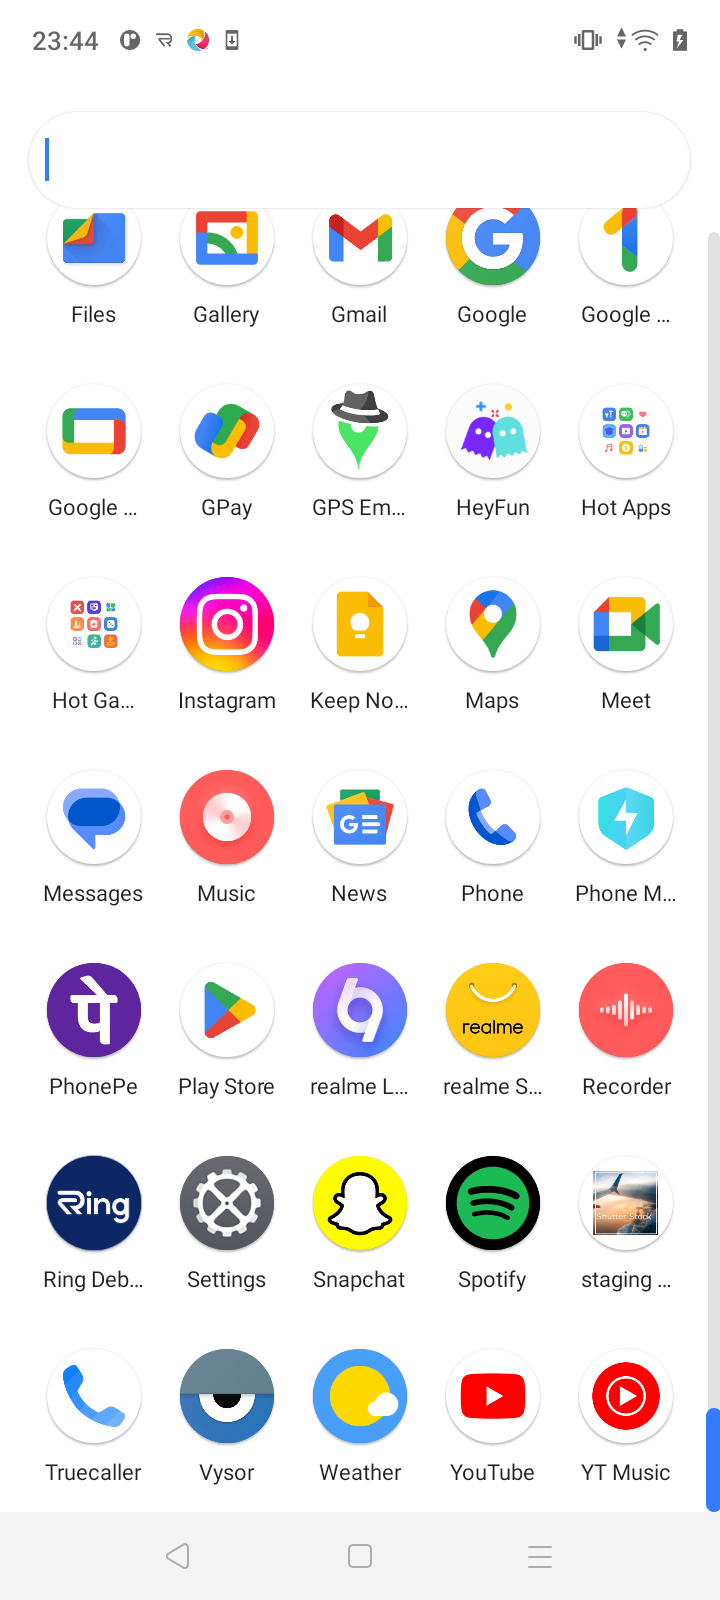 23:44
Files Gallery Gmail Google Google ...
Google ... GPay GPS Em... HeyFun Hot Apps
Hot Ga... Instagram Keep No... Maps Meet
Messages Music News Phone Phone M...
पे realme
PhonePe Play Store realme L... realme S... Recorder
Ring Shutter Stock
Ring Deb... Settings Snapchat Spotify staging ...
Truecaller Vysor Weather YouTube YT Music